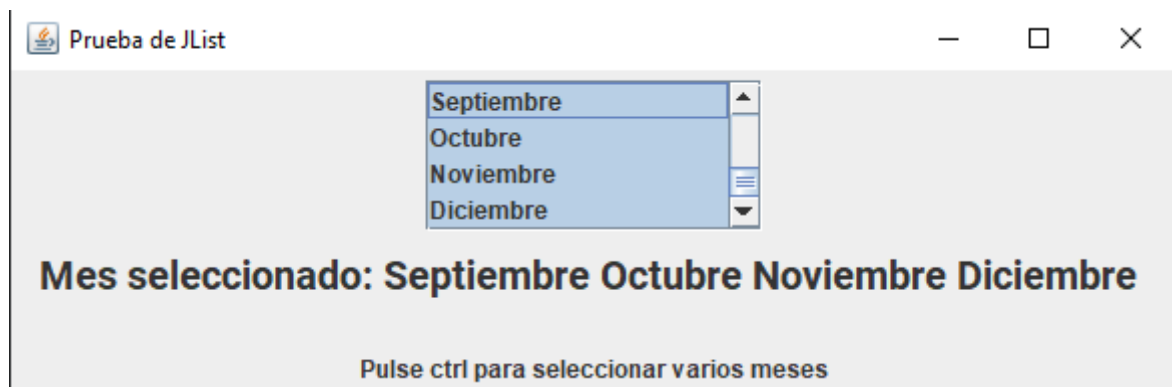 Prueba de JList
Septiembre
Octubre
Noviembre
Diciembre
Mes seleccionado: Septiembre Octubre Noviembre Diciembre
Pulse ctrl para seleccionar varios meses